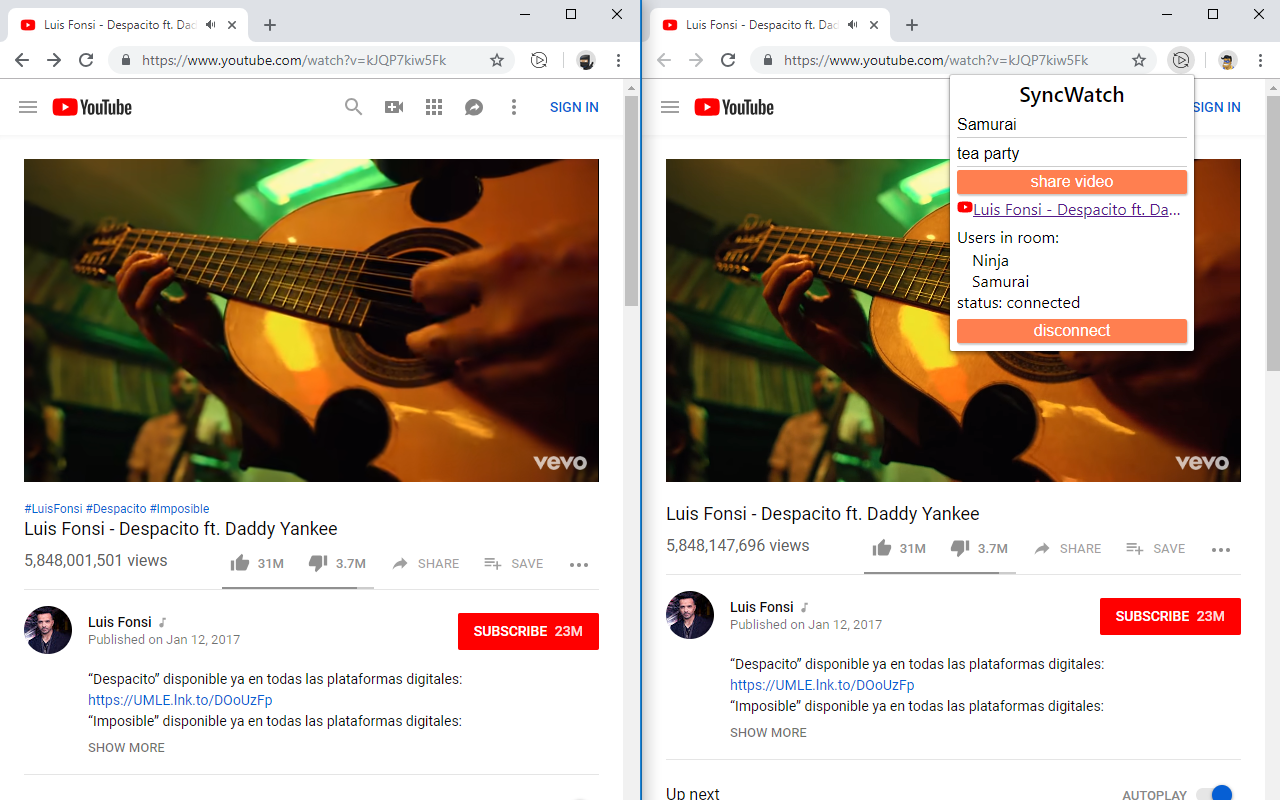 Luis Fonsi - Despacito ft. Dad
https://www.youtube.com/watch?v=kJQP7kiw5Fk
YouTube
SIGN IN
vevo
#LuisFonsi #Despacito #Imposible
Luis Fonsi - Despacito ft. Daddy Yankee
5,848,001,501 views
31M
3.7M
SHARE
SAVE
Luis Fonsi
Published on Jan 12, 2017
SUBSCRIBE 23M
“Despacito” disponible ya en todas las plataformas digitales:
https://UMLE.lnk.to/DOoUzFp
“Imposible” disponible ya en todas las plataformas digitales:
SHOW MORE
Luis Fonsi - Despacito ft. Dad
https://www.youtube.com/watch?v=kJQP7kiw5Fk
YouTube
SIGN IN
SyncWatch
Samurai
tea party
share video
Luis Fonsi - Despacito ft. Da...
Users in room:
Ninja
Samurai
status: connected
disconnect
vevo
Luis Fonsi - Despacito ft. Daddy Yankee
5,848,147,696 views
31M
3.7M
SHARE
SAVE
Luis Fonsi
Published on Jan 12, 2017
SUBSCRIBE 23M
“Despacito” disponible ya en todas las plataformas digitales:
https://UMLE.lnk.to/DOoUzFp
“Imposible” disponible ya en todas las plataformas digitales:
SHOW MORE
Up next
AUTOPLAY